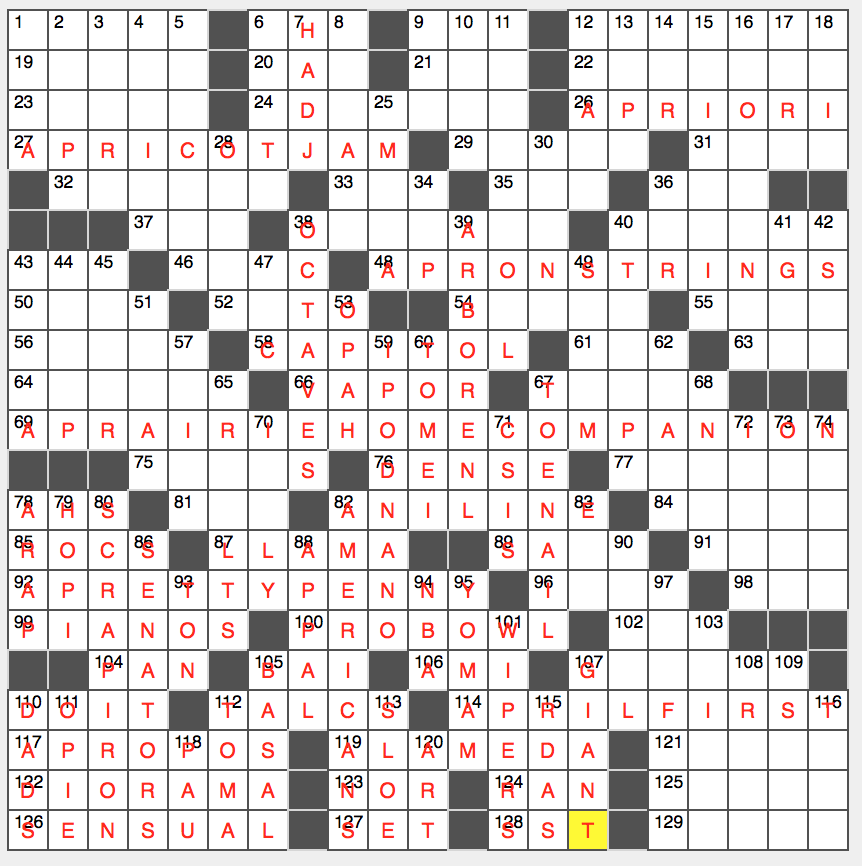 1 2 3 4 5 6 7 H 8 9 10 11 12 13 14 15 16 17 18
19 20 A 21 22
23 24 D 25 26 A P R I O R I
27 A P R I C 28 O T J A M 29 30 31
32 33 34 35 36
37 38 O 39 A 40 41 42
43 44 45 46 47 C 48 A P R O N 49 S T R I N G S
50 51 52 T 53 O 54 B 55
56 57 58 C A P 59 I 60 T O L 61 62 63
64 65 66 V A P O R 67 T 68
69 A P R A I R 70 I E H O M E 71 C O M P A N 72 I 73 O 74 N
75 S 76 D E N S E 77
78 A 79 H 80 S 81 82 A N I L I N 83 E 84
85 R O C 86 S 87 L L 88 A M A 89 S A 90 91
92 A P R E 93 T T Y P E N 94 N 95 Y 96 I 97 98
99 P I A N O S 100 P R O B O 101 W L 102 103
104 P A N 105 B A I 106 A M I 107 G 108 109
110 D 111 O I T 112 T A L C 113 S 114 A P 115 R I L F I R S 116 T
117 A P R O 118 P O S 119 A L 120 A M E D A 121
122 D I O R A M A 123 N O R 124 R A N 125
126 S E N S U A L 127 S E T 128 S S T 129